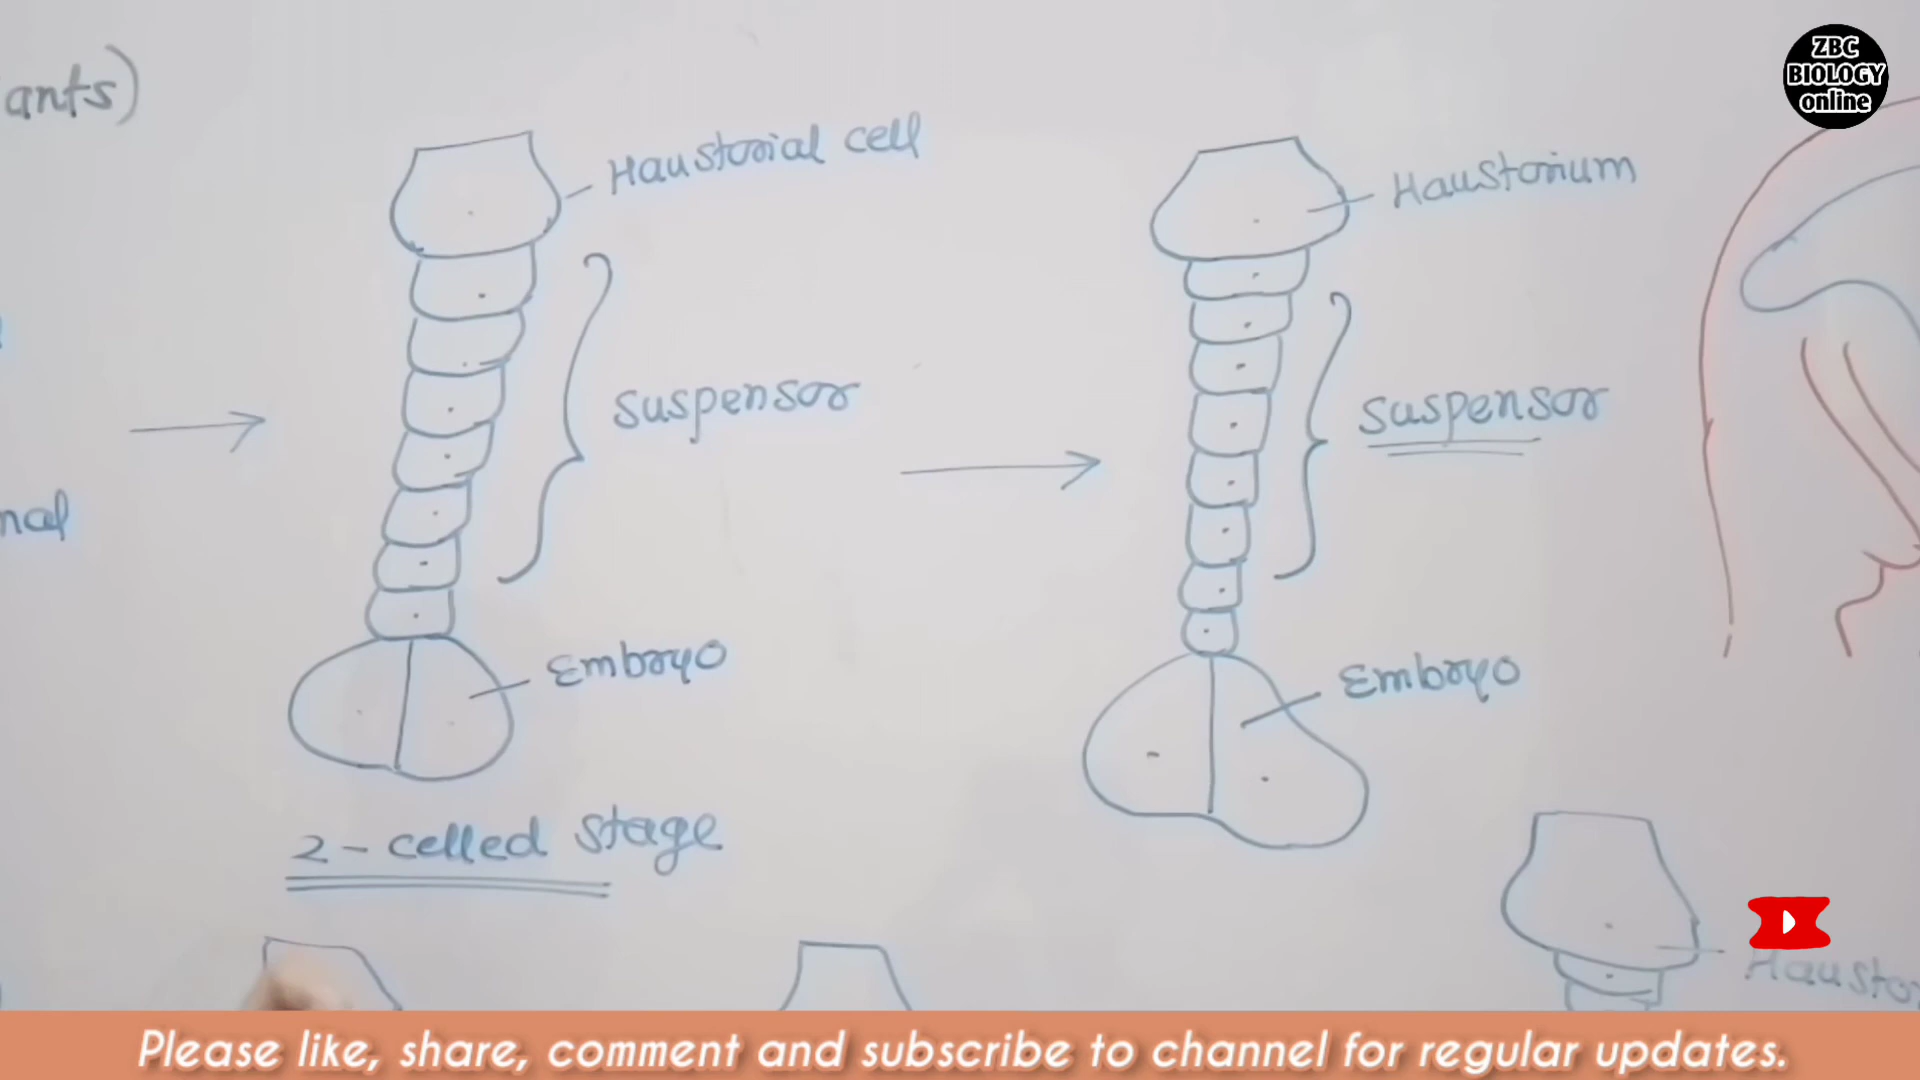 ants)
ZBC
BIOLOGY
online
Haustorial cell
Haustorium
Suspensor
Suspensor
nal
Embryo
Embryo
2-celled Stage
Hausto
Please like, share, comment and subscribe to channel for regular updates.